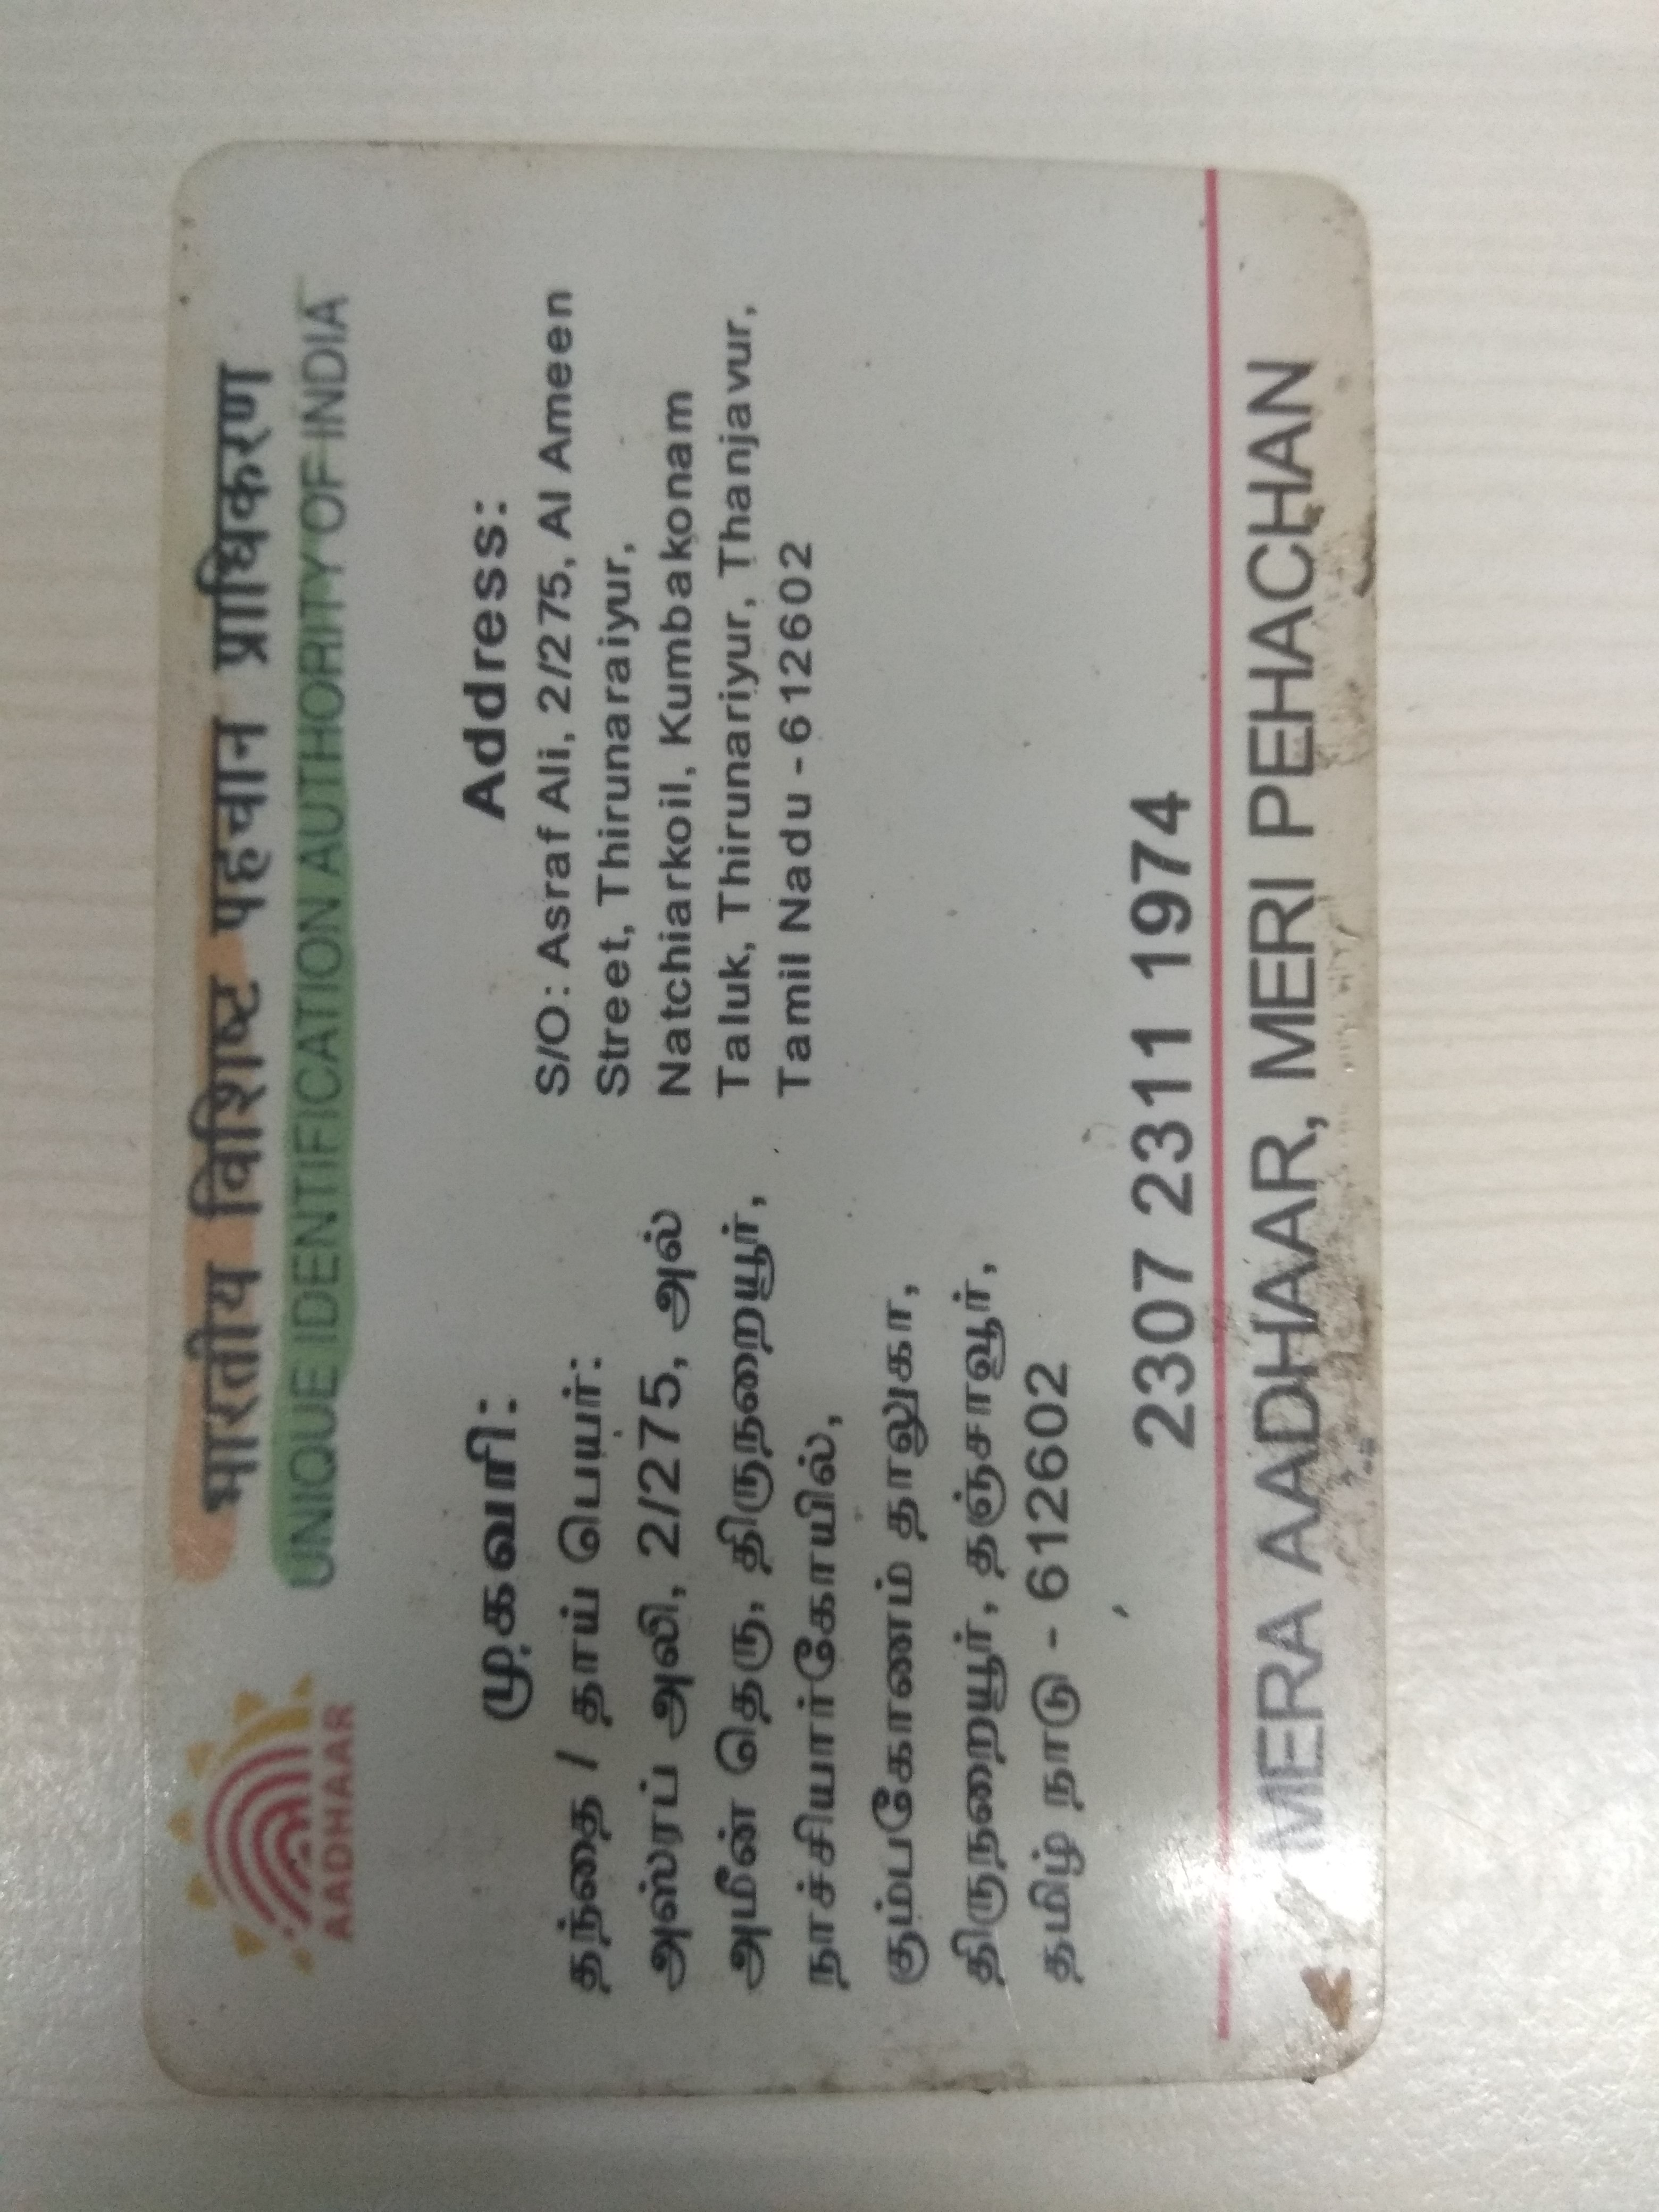 भारतीय विशिष्ट पहचान प्राधिकरण
UNIQUE IDENTIFICATION AUTHORITY OF INDIA
AADHAAR
முகவரி:
தந்தை / தாய் பெயர்:
அஸ்ரப் அலி, 2/275, அல்
அமீன் தெரு, திருநறையூர்,
நாச்சியார்கோயில்,
கும்பகோணம் தாலுகா,
திருநறையூர், தஞ்சாவூர்,
தமிழ் நாடு - 612602
Address:
S/O: Asraf Ali, 2/275, Al Ameen
Street, Thirunaraiyur,
Natchiarkoil, Kumbakonam
Taluk, Thirunariyur, Thanjavur,
Tamil Nadu - 612602
2307 2311 1974
MERA AADHAAR, MERI PEHACHAN